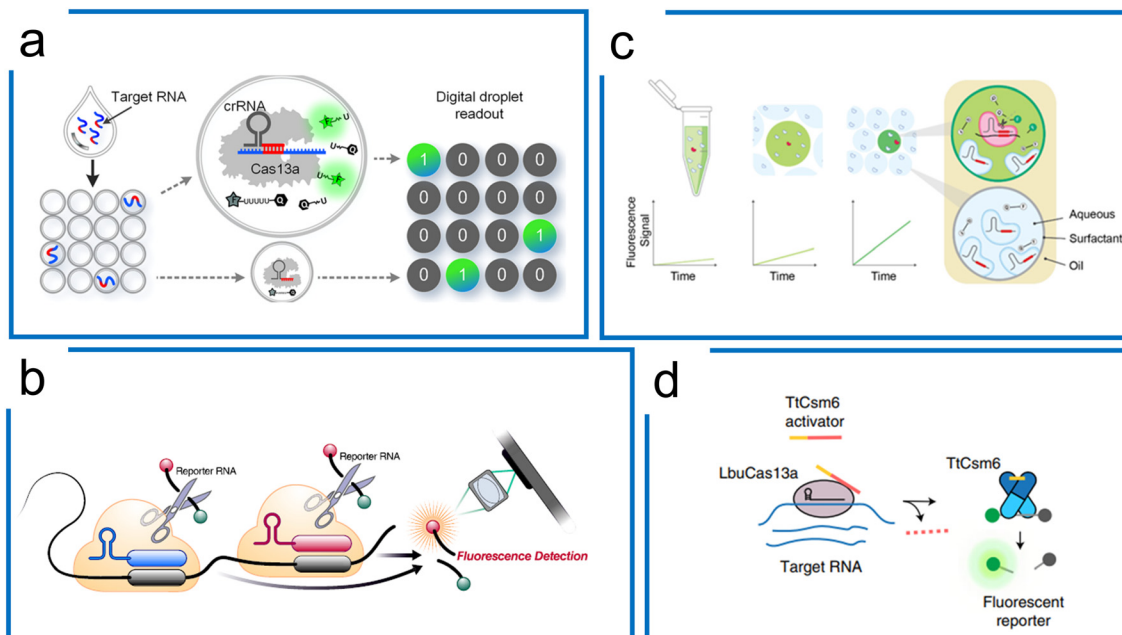 a
Target RNA
crRNA
Cas13a
F
U
U
Q
F
U
F
UUUUU
Q
Q
U
Digital droplet
readout
1 0 0 0
0 0 0 0
0 0 0 1
0 1 0 0
b
Reporter RNA
Reporter RNA
Fluorescence Detection
c
Fluorescence
Signal
Time
Time
Time
Aqueous
Surfactant
Oil
d
TtCsm6
activator
LbuCas13a
TtCsm6
Target RNA
Fluorescent
reporter